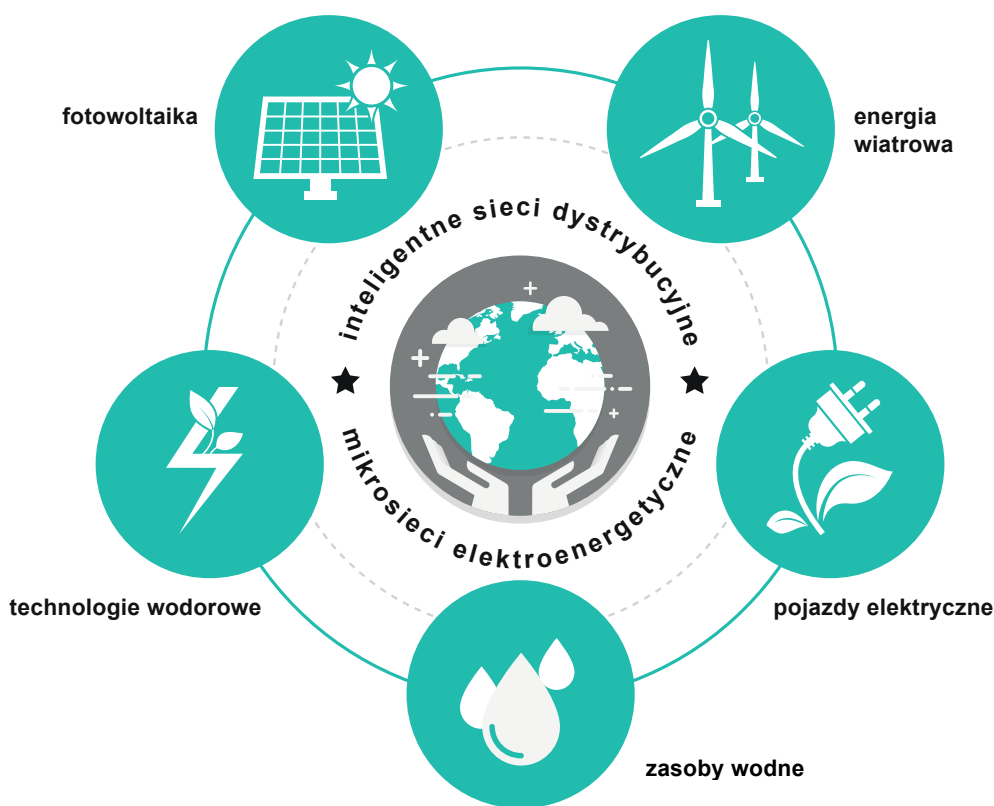 fotowoltaika
energia
wiatrowa
inteligentne sieci dystrybucyjne
mikrosieci elektroenergetyczne
technologie wodorowe
pojazdy elektryczne
zasoby wodne